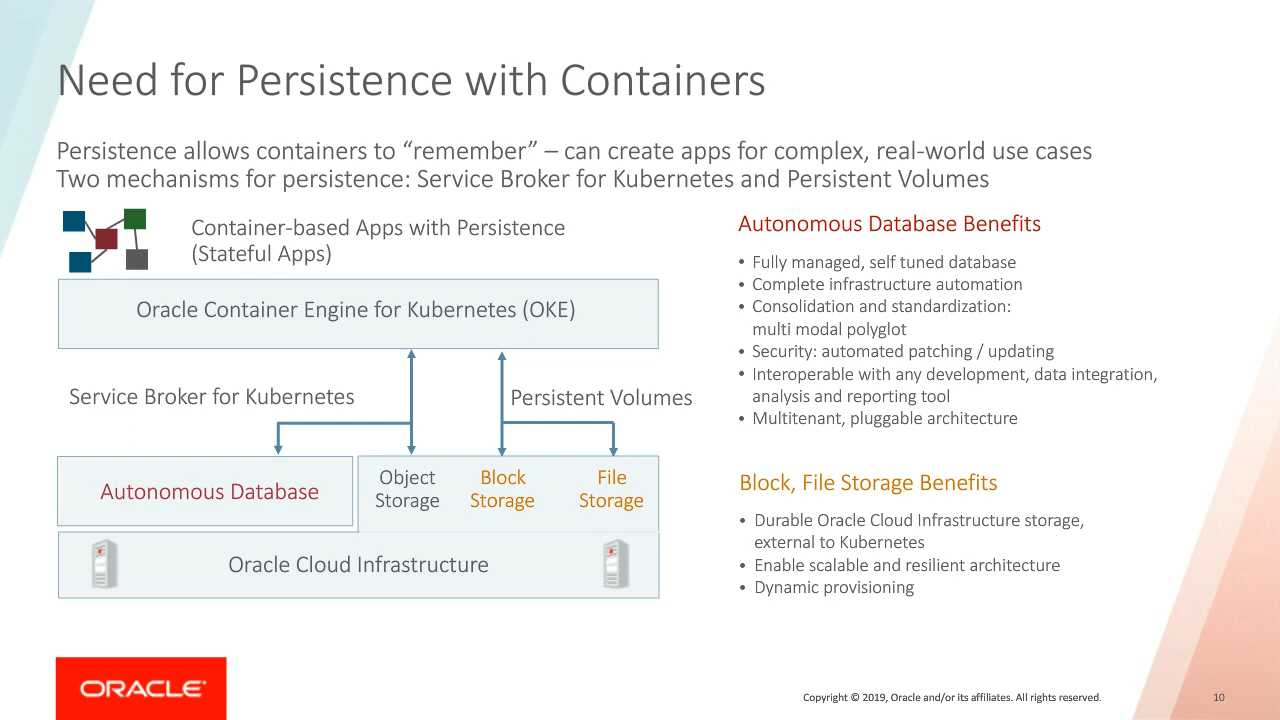 Need for Persistence with Containers
Persistence allows containers to “remember” – can create apps for complex, real-world use cases
Two mechanisms for persistence: Service Broker for Kubernetes and Persistent Volumes
Container-based Apps with Persistence
(Stateful Apps)
Oracle Container Engine for Kubernetes (OKE)
Service Broker for Kubernetes
Persistent Volumes
Autonomous Database
Object
Storage
Block
Storage
File
Storage
Oracle Cloud Infrastructure
Autonomous Database Benefits
• Fully managed, self tuned database
• Complete infrastructure automation
• Consolidation and standardization:
multi modal polyglot
• Security: automated patching / updating
• Interoperable with any development, data integration,
analysis and reporting tool
• Multitenant, pluggable architecture
Block, File Storage Benefits
• Durable Oracle Cloud Infrastructure storage,
external to Kubernetes
• Enable scalable and resilient architecture
• Dynamic provisioning
ORACLE
Copyright © 2019, Oracle and/or its affiliates. All rights reserved.
10